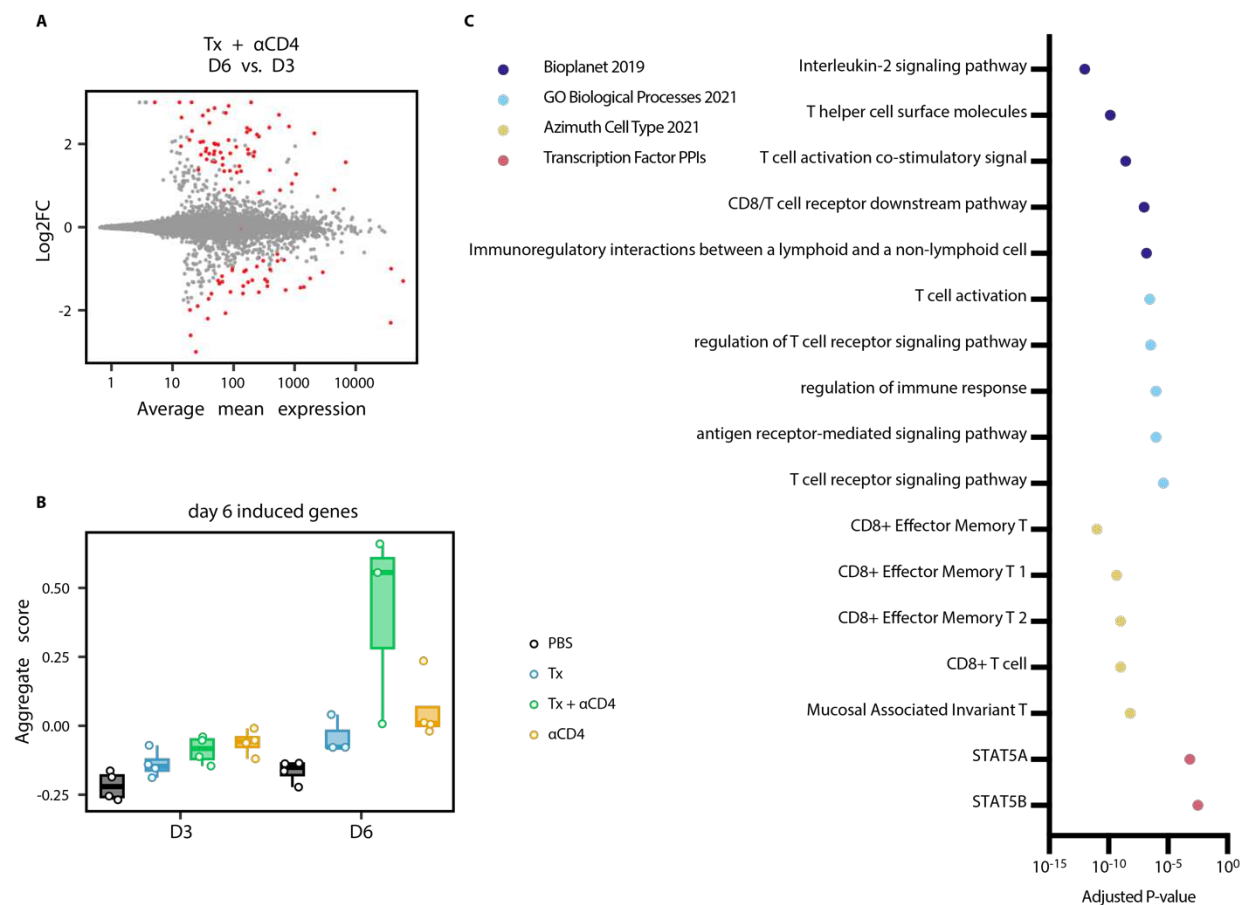 A
Tx + αCD4
D6 vs. D3
Log2FC
2
0
-2
1
10
100
1000
10000
Average mean expression
B
day 6 induced genes
Aggregate score
0.50
0.25
0.00
-0.25
D3
D6
PBS
Tx
Tx + αCD4
αCD4
C
Bioplanet 2019
GO Biological Processes 2021
Azimuth Cell Type 2021
Transcription Factor PPIs
Interleukin-2 signaling pathway
T helper cell surface molecules
T cell activation co-stimulatory signal
CD8/T cell receptor downstream pathway
Immunoregulatory interactions between a lymphoid and a non-lymphoid cell
T cell activation
regulation of T cell receptor signaling pathway
regulation of immune response
antigen receptor-mediated signaling pathway
T cell receptor signaling pathway
CD8+ Effector Memory T
CD8+ Effector Memory T 1
CD8+ Effector Memory T 2
CD8+ T cell
Mucosal Associated Invariant T
STAT5A
STAT5B
10⁻¹⁵
10⁻¹⁰
10⁻⁵
10⁰
Adjusted P-value